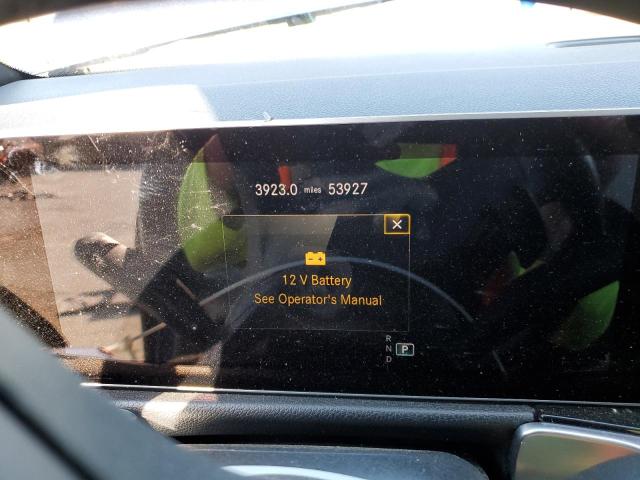 3923.0 miles 53927
12 V Battery
See Operator's Manual
R
N P
D